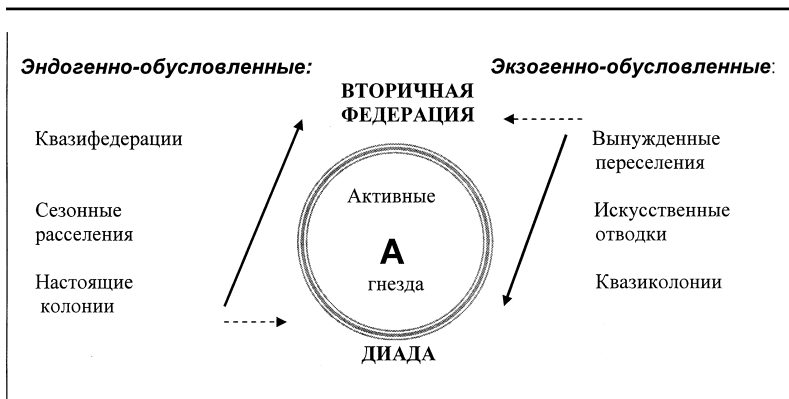 Эндогенно-обусловленные:
Экзогенно-обусловленные:
ВТОРИЧНАЯ
ФЕДЕРАЦИЯ
Квазифедерации
Сезонные
расселения
Настоящие
колонии
Активные
А
гнезда
Вынужденные
переселения
Искусственные
отводки
Квазиколонии
ДИАДА